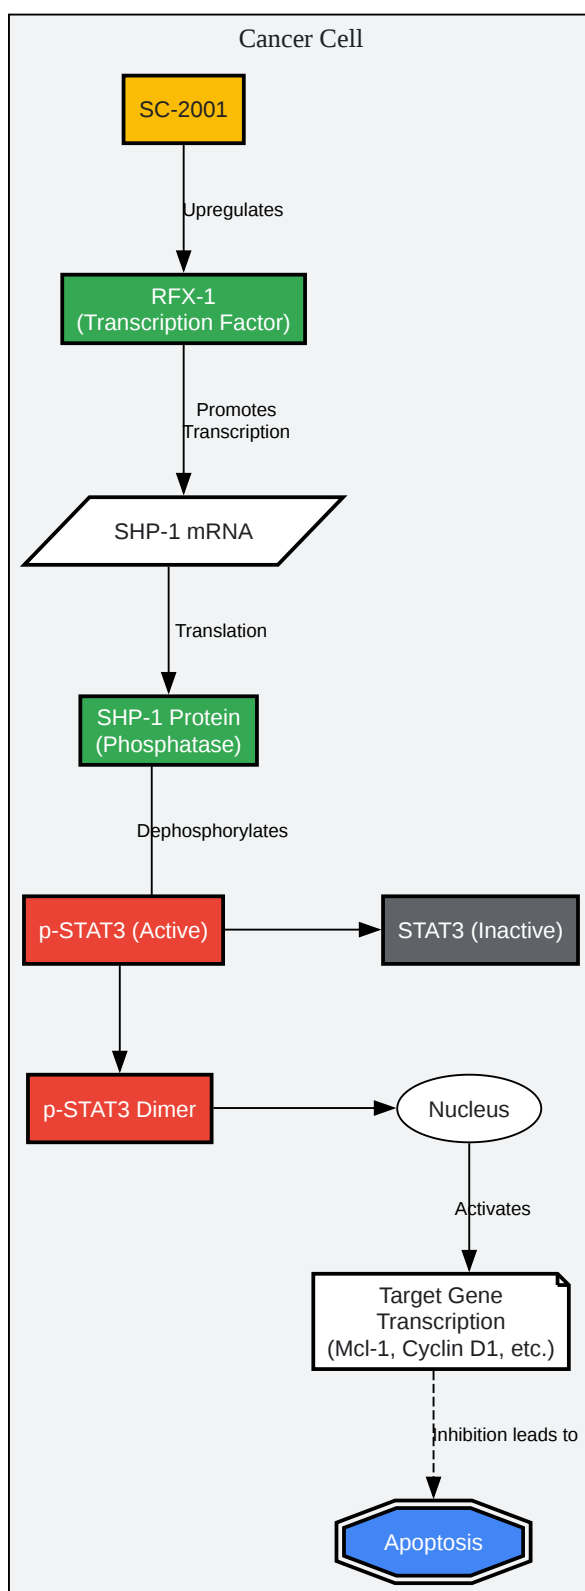 Cancer Cell
SC-2001
Upregulates
RFX-1
(Transcription Factor)
Promotes
Transcription
SHP-1 mRNA
Translation
SHP-1 Protein
(Phosphatase)
Dephosphorylates
p-STAT3 (Active)
STAT3 (Inactive)
p-STAT3 Dimer
Nucleus
Activates
Target Gene
Transcription
(Mcl-1, Cyclin D1, etc.)
Inhibition leads to
Apoptosis